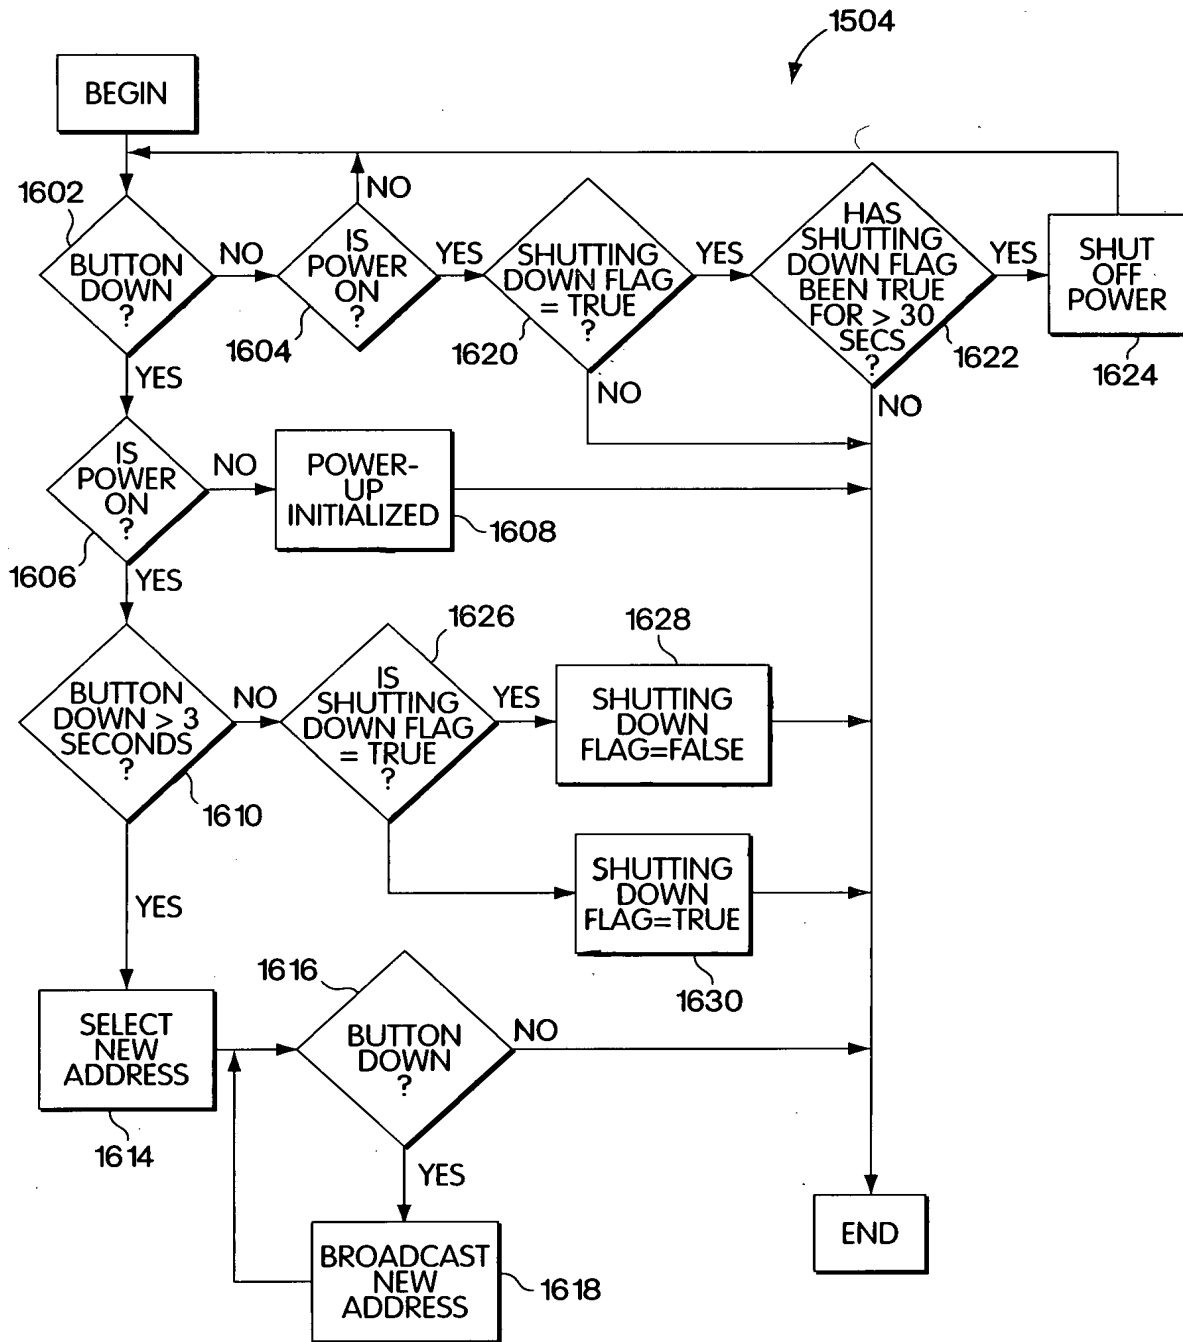 1504
BEGIN
1602
BUTTON
DOWN
?
NO
IS
POWER
ON
?
1604
NO
YES
SHUTTING
DOWN FLAG
= TRUE
?
1620
YES
NO
HAS
SHUTTING
DOWN FLAG
BEEN TRUE
FOR > 30
SECS
?
1622
YES
NO
SHUT
OFF
POWER
1624
YES
IS
POWER
ON
?
1606
NO
POWER-
UP
INITIALIZED
1608
YES
BUTTON
DOWN > 3
SECONDS
?
1610
NO
1626
IS
SHUTTING
DOWN FLAG
= TRUE
?
YES
1628
SHUTTING
DOWN
FLAG=FALSE
SHUTTING
DOWN
FLAG=TRUE
1630
YES
SELECT
NEW
ADDRESS
1614
1616
BUTTON
DOWN
?
NO
YES
BROADCAST
NEW
ADDRESS
1618
END